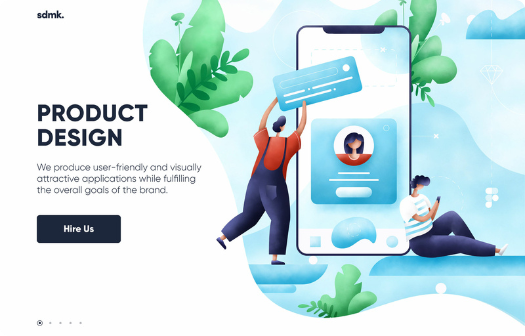 sdmk.
PRODUCT
DESIGN
We produce user-friendly and visually
attractive applications while fulfilling
the overall goals of the brand.
Hire Us